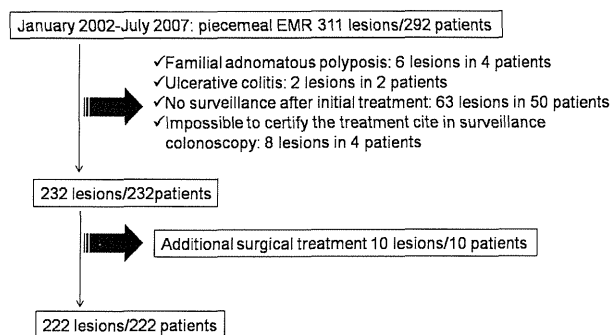 January 2002-July 2007: piecemeal EMR 311 lesions/292 patients
✓Familial adnomatous polyposis: 6 lesions in 4 patients
✓Ulcerative colitis: 2 lesions in 2 patients
✓No surveillance after initial treatment: 63 lesions in 50 patients
✓Impossible to certify the treatment cite in surveillance
colonoscopy: 8 lesions in 4 patients
232 lesions/232patients
Additional surgical treatment 10 lesions/10 patients
222 lesions/222 patients